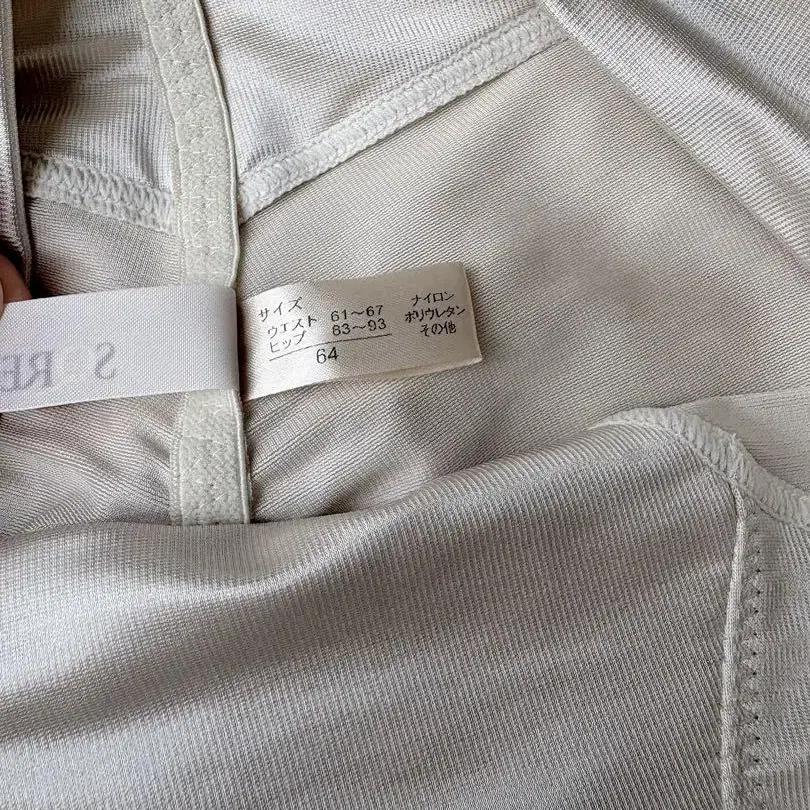 サイズ
ウエスト 61～67
ヒップ 83～93
64
ナイロン
ポリウレタン
その他
S RE